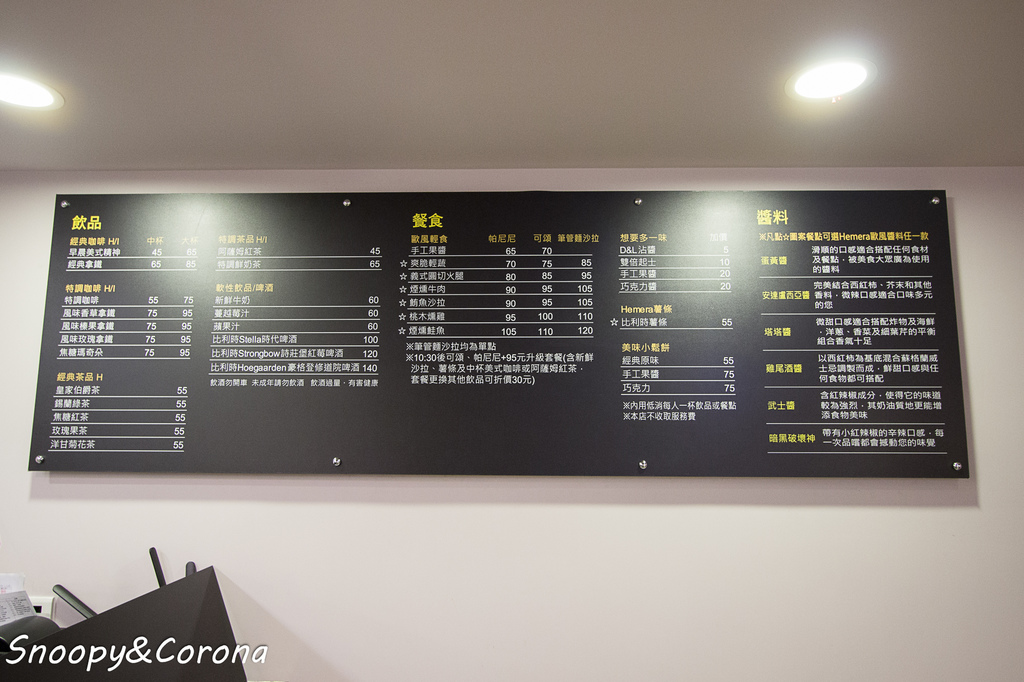 飲品
經典咖啡 H/I 中杯 大杯
早晨美式精神 45 65
經典拿鐵 65 85
特調咖啡 H/I
特調咖啡 55 75
風味香草拿鐵 75 95
風味榛果拿鐵 75 95
風味玫瑰拿鐵 75 95
焦糖瑪奇朵 75 95
經典茶品 H
皇家伯爵茶 55
錫蘭綠茶 55
焦糖紅茶 55
玫瑰果茶 55
洋甘菊花茶 55
特調茶品 H/I
阿薩姆紅茶 45
特調鮮奶茶 65
軟性飲品/啤酒
新鮮牛奶 60
蔓越莓汁 60
蘋果汁 60
比利時Stella時代啤酒 100
比利時Strongbow詩莊堡紅莓啤酒 120
比利時Hoegaarden豪格登修道院啤酒 140
飲酒勿開車 未成年請勿飲酒 飲酒過量，有害健康
餐食
歐風輕食 帕尼尼 可頌 筆管麵沙拉
手工果醬 65 70
☆爽脆輕蔬 70 75 85
☆義式圓切火腿 80 85 95
☆煙燻牛肉 90 95 105
☆鮪魚沙拉 90 95 105
☆桃木燻雞 95 100 110
☆煙燻鮭魚 105 110 120
※筆管麵沙拉均為單點
※10:30後可頌、帕尼尼+95元升級套餐(含新鮮
沙拉、薯條及中杯美式咖啡或阿薩姆紅茶，
套餐更換其他飲品可折價30元)
想要多一味 加價
D&L沾醬 5
雙倍起士 10
手工果醬 20
巧克力醬 20
Hemera薯條
☆比利時薯條 55
美味小鬆餅
經典原味 55
手工果醬 75
巧克力 75
※內用低消每人一杯飲品或餐點
※本店不收取服務費
醬料
※凡點☆圖案餐點可選Hemera歐風醬料任一款
蛋黃醬 滑順的口感適合搭配任何食材
及餐點，被美食大眾廣為使用
的醬料
安達盧西亞醬 完美結合西紅柿、芥末和其他
香料，微辣口感適合口味多元
的您
塔塔醬 微甜口感適合搭配炸物及海鮮
，洋蔥、香菜及細葉芹的平衡
組合香氣十足
雞尾酒醬 以西紅柿為基底混合蘇格蘭威
士忌調製而成，鮮甜口感與任
何食物都可搭配
武士醬 含紅辣椒成分，使得它的味道
較為強烈，其奶油質地更能增
添食物美味
暗黑破壞神 帶有小紅辣椒的辛辣口感，每
一次品嚐都會撼動您的味覺
Snoopy&Corona